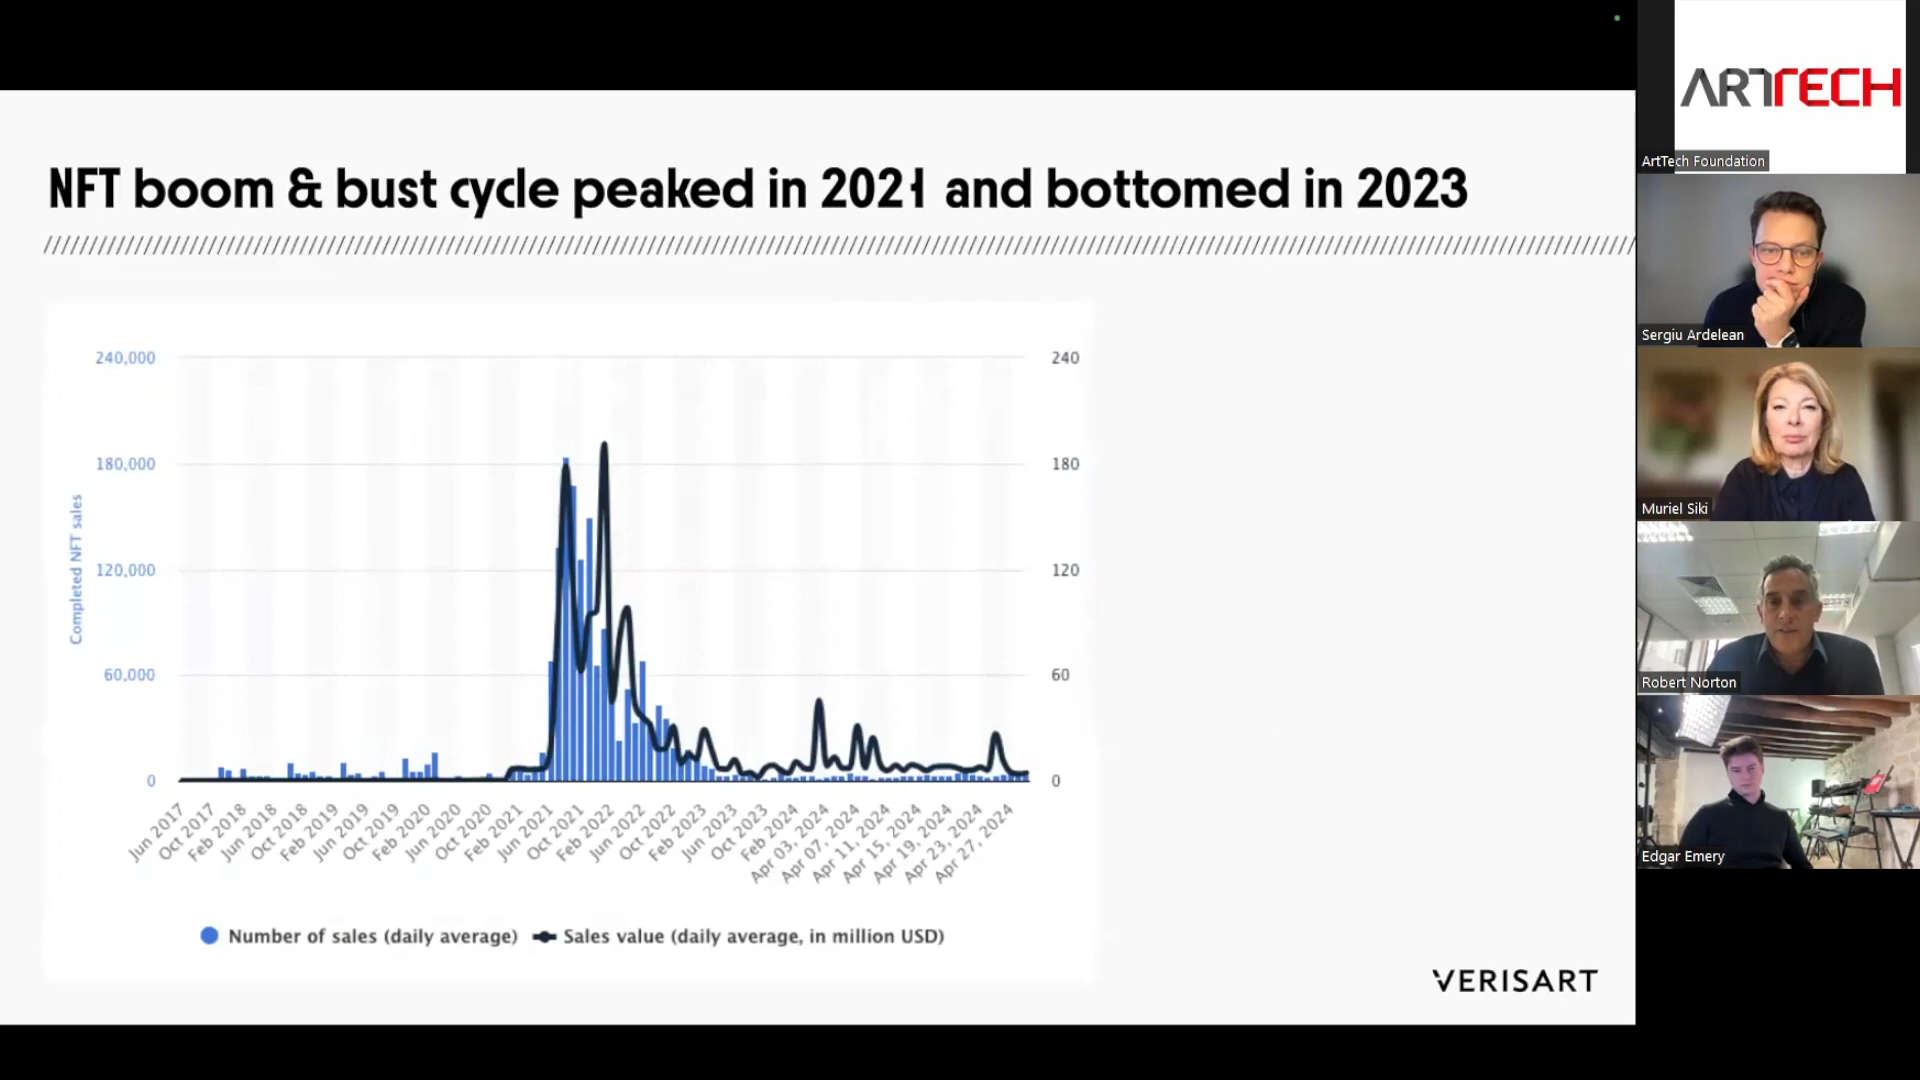 NFT boom & bust cycle peaked in 2021 and bottomed in 2023
240,000
180,000
120,000
60,000
0
Completed NFT sales
240
180
120
60
0
Jun 2017
Oct 2017
Feb 2018
Jun 2018
Oct 2018
Feb 2019
Jun 2019
Oct 2019
Feb 2020
Jun 2020
Oct 2020
Feb 2021
Jun 2021
Oct 2021
Feb 2022
Jun 2022
Oct 2022
Feb 2023
Jun 2023
Oct 2023
Feb 2024
Apr 03, 2024
Apr 07, 2024
Apr 11, 2024
Apr 15, 2024
Apr 19, 2024
Apr 23, 2024
Apr 27, 2024
Number of sales (daily average)
Sales value (daily average, in million USD)
VERISART
ARTTECH
ArtTech Foundation
Sergiu Ardelean
Muriel Siki
Robert Norton
Edgar Emery